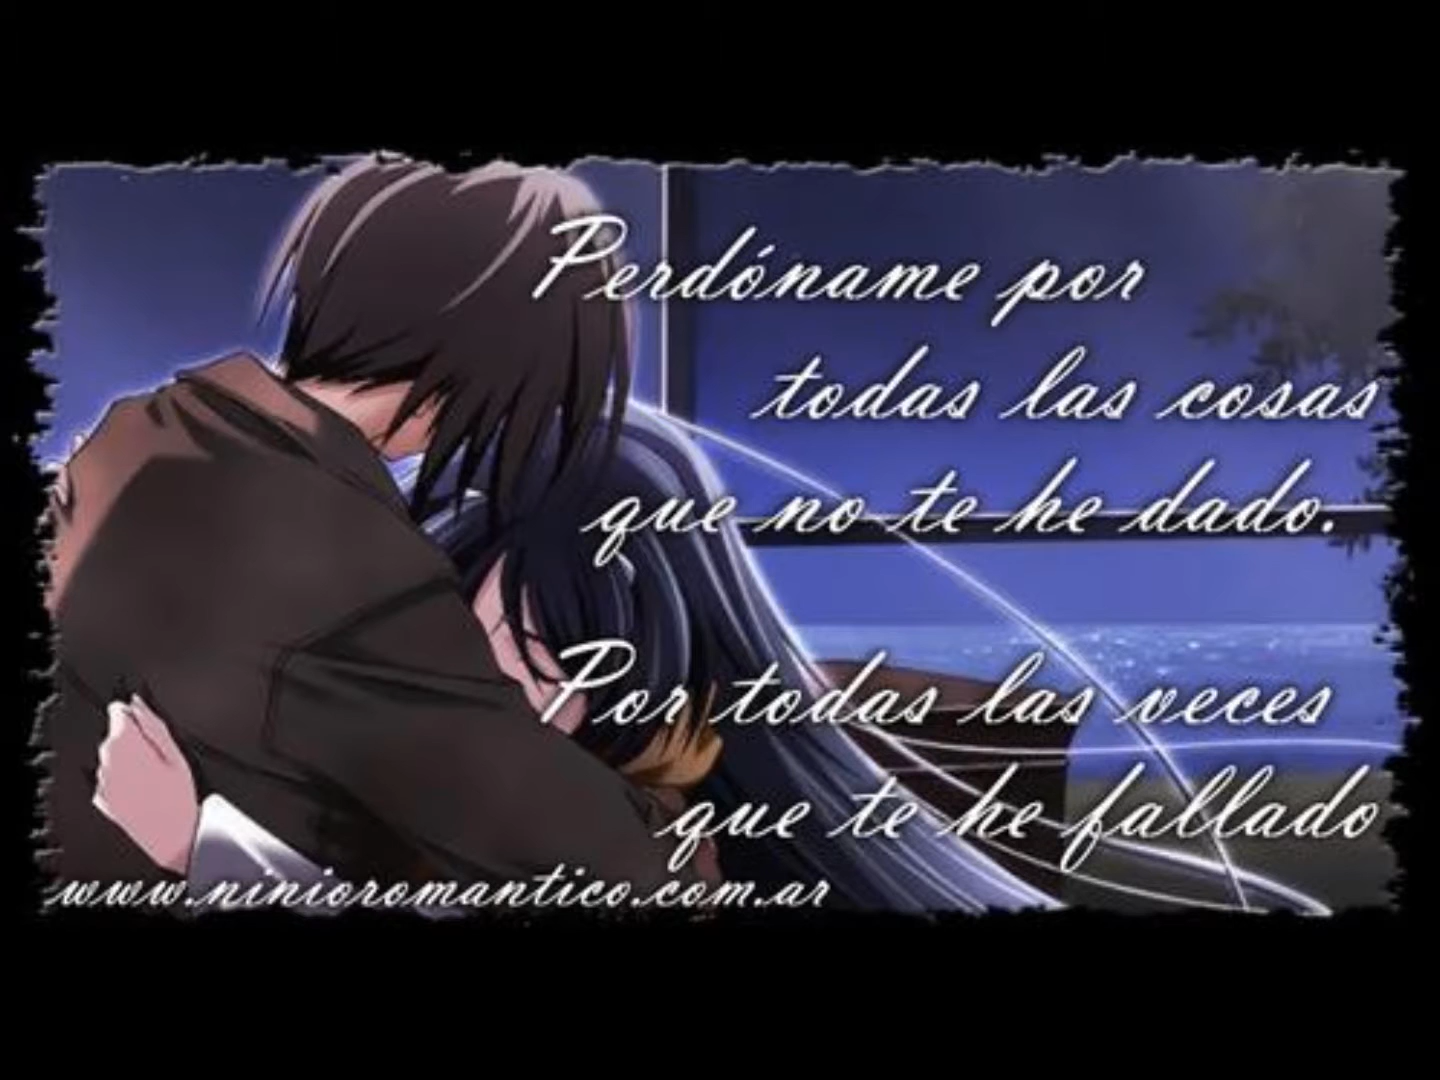 Perdóname por
todas las cosas
que no te he dado.
Por todas las veces
que te he fallado
www.ninioromantico.com.ar